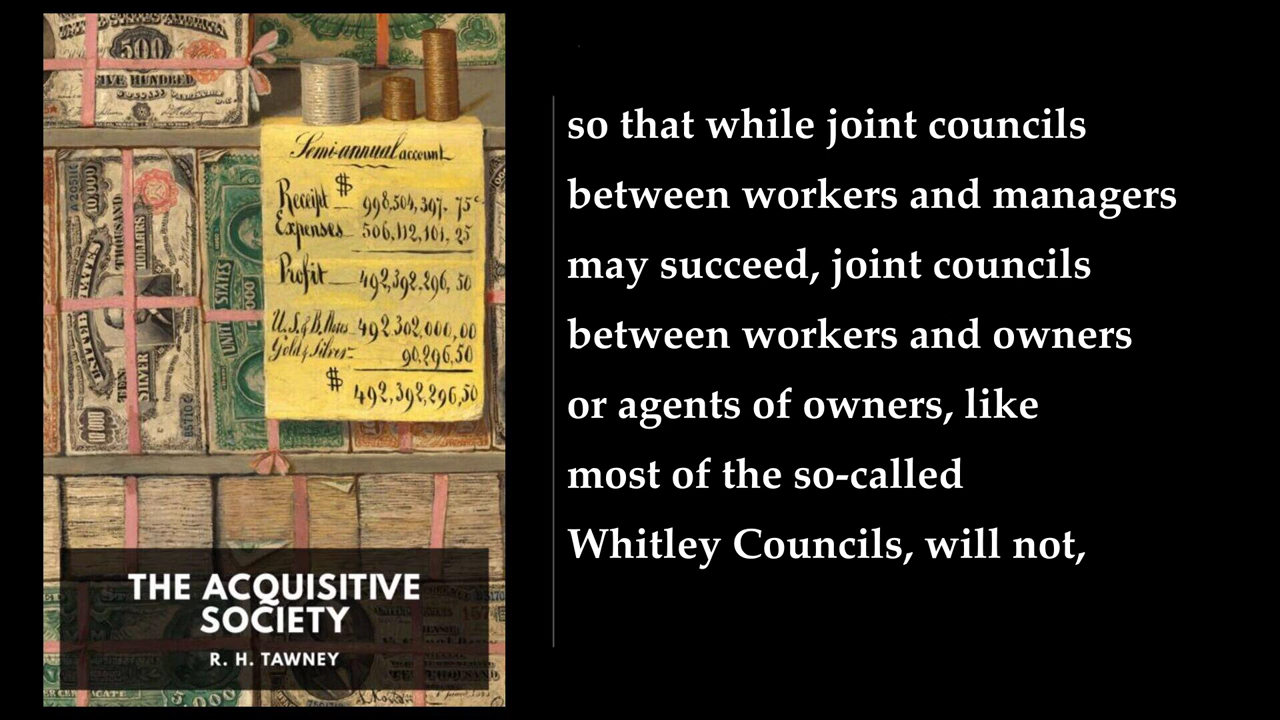 500
FIVE HUNDRED
Semi-annual account
$
Receipt 998,504,397. 75c
Expenses 506,112,101, 25
Profit 492,392,296, 50
U.S.& B. Notes 492 302,000,00
Gold & Silver 90,296,50
$
492,392,296,50
THE ACQUISITIVE
SOCIETY
R. H. TAWNEY
so that while joint councils
between workers and managers
may succeed, joint councils
between workers and owners
or agents of owners, like
most of the so-called
Whitley Councils, will not,